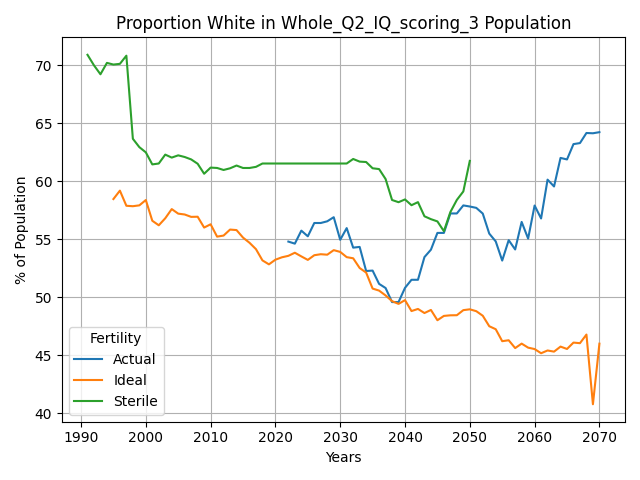 Proportion White in Whole_Q2_IQ_scoring_3 Population
% of Population
70
65
60
55
50
45
40
Fertility
Actual
Ideal
Sterile
1990
2000
2010
2020
2030
2040
2050
2060
2070
Years